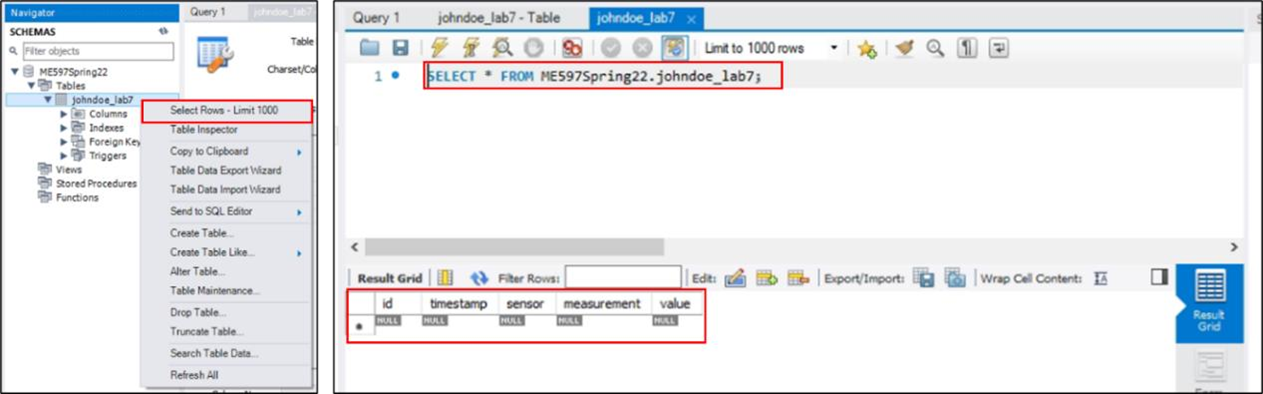 Navigator
SCHEMAS
Filter objects
ME597Spring22
Tables
johndoe_lab7
Columns
Indexes
Foreign Key
Triggers
Views
Stored Procedures
Functions
Query 1
johndoe_lab7
Table
Charset/Col
Select Rows - Limit 1000
Table Inspector
Copy to Clipboard
Table Data Export Wizard
Table Data Import Wizard
Send to SQL Editor
Create Table...
Create Table Like...
Alter Table...
Table Maintenance...
Drop Table...
Truncate Table...
Search Table Data...
Refresh All
Query 1 johndoe_lab7 - Table johndoe_lab7 ×
Limit to 1000 rows
1 SELECT * FROM ME597Spring22.johndoe_lab7;
Result Grid Filter Rows: Edit: Export/Import: Wrap Cell Content: IA
id timestamp sensor measurement value
NULL NULL NULL NULL NULL
Result
Grid